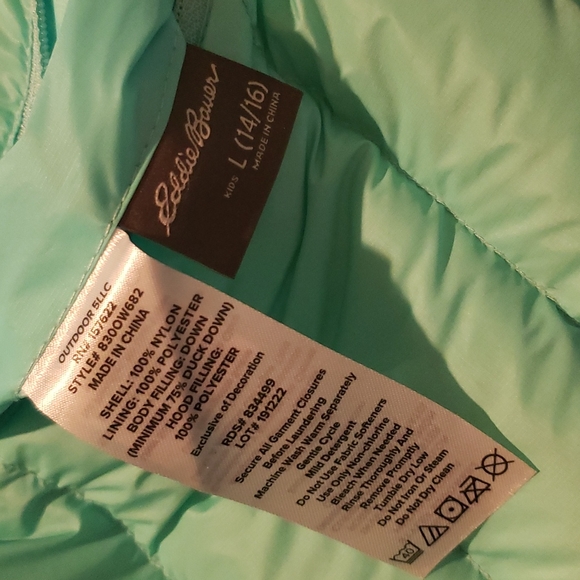 Eddie Bauer
KIDS L (14/16)
MADE IN CHINA
OUTDOOR 5LLC
RN# 157622
STYLE# 8300W682
MADE IN CHINA
SHELL: 100% NYLON
LINING: 100% POLYESTER
BODY FILLING: DOWN
(MINIMUM 75% DUCK DOWN)
HOOD FILLING:
100% POLYESTER
Exclusive of Decoration
RDS# 834499
LOT# 191222
Secure All Garment Closures
Before Laundering
Machine Wash Warm Separately
Gentle Cycle
Mild Detergent
Do Not Use Fabric Softeners
Use Only Non-Chlorine
Bleach When Needed
Rinse Thoroughly And
Remove Promptly
Tumble Dry Low
Do Not Iron Or Steam
Do Not Dry Clean
40